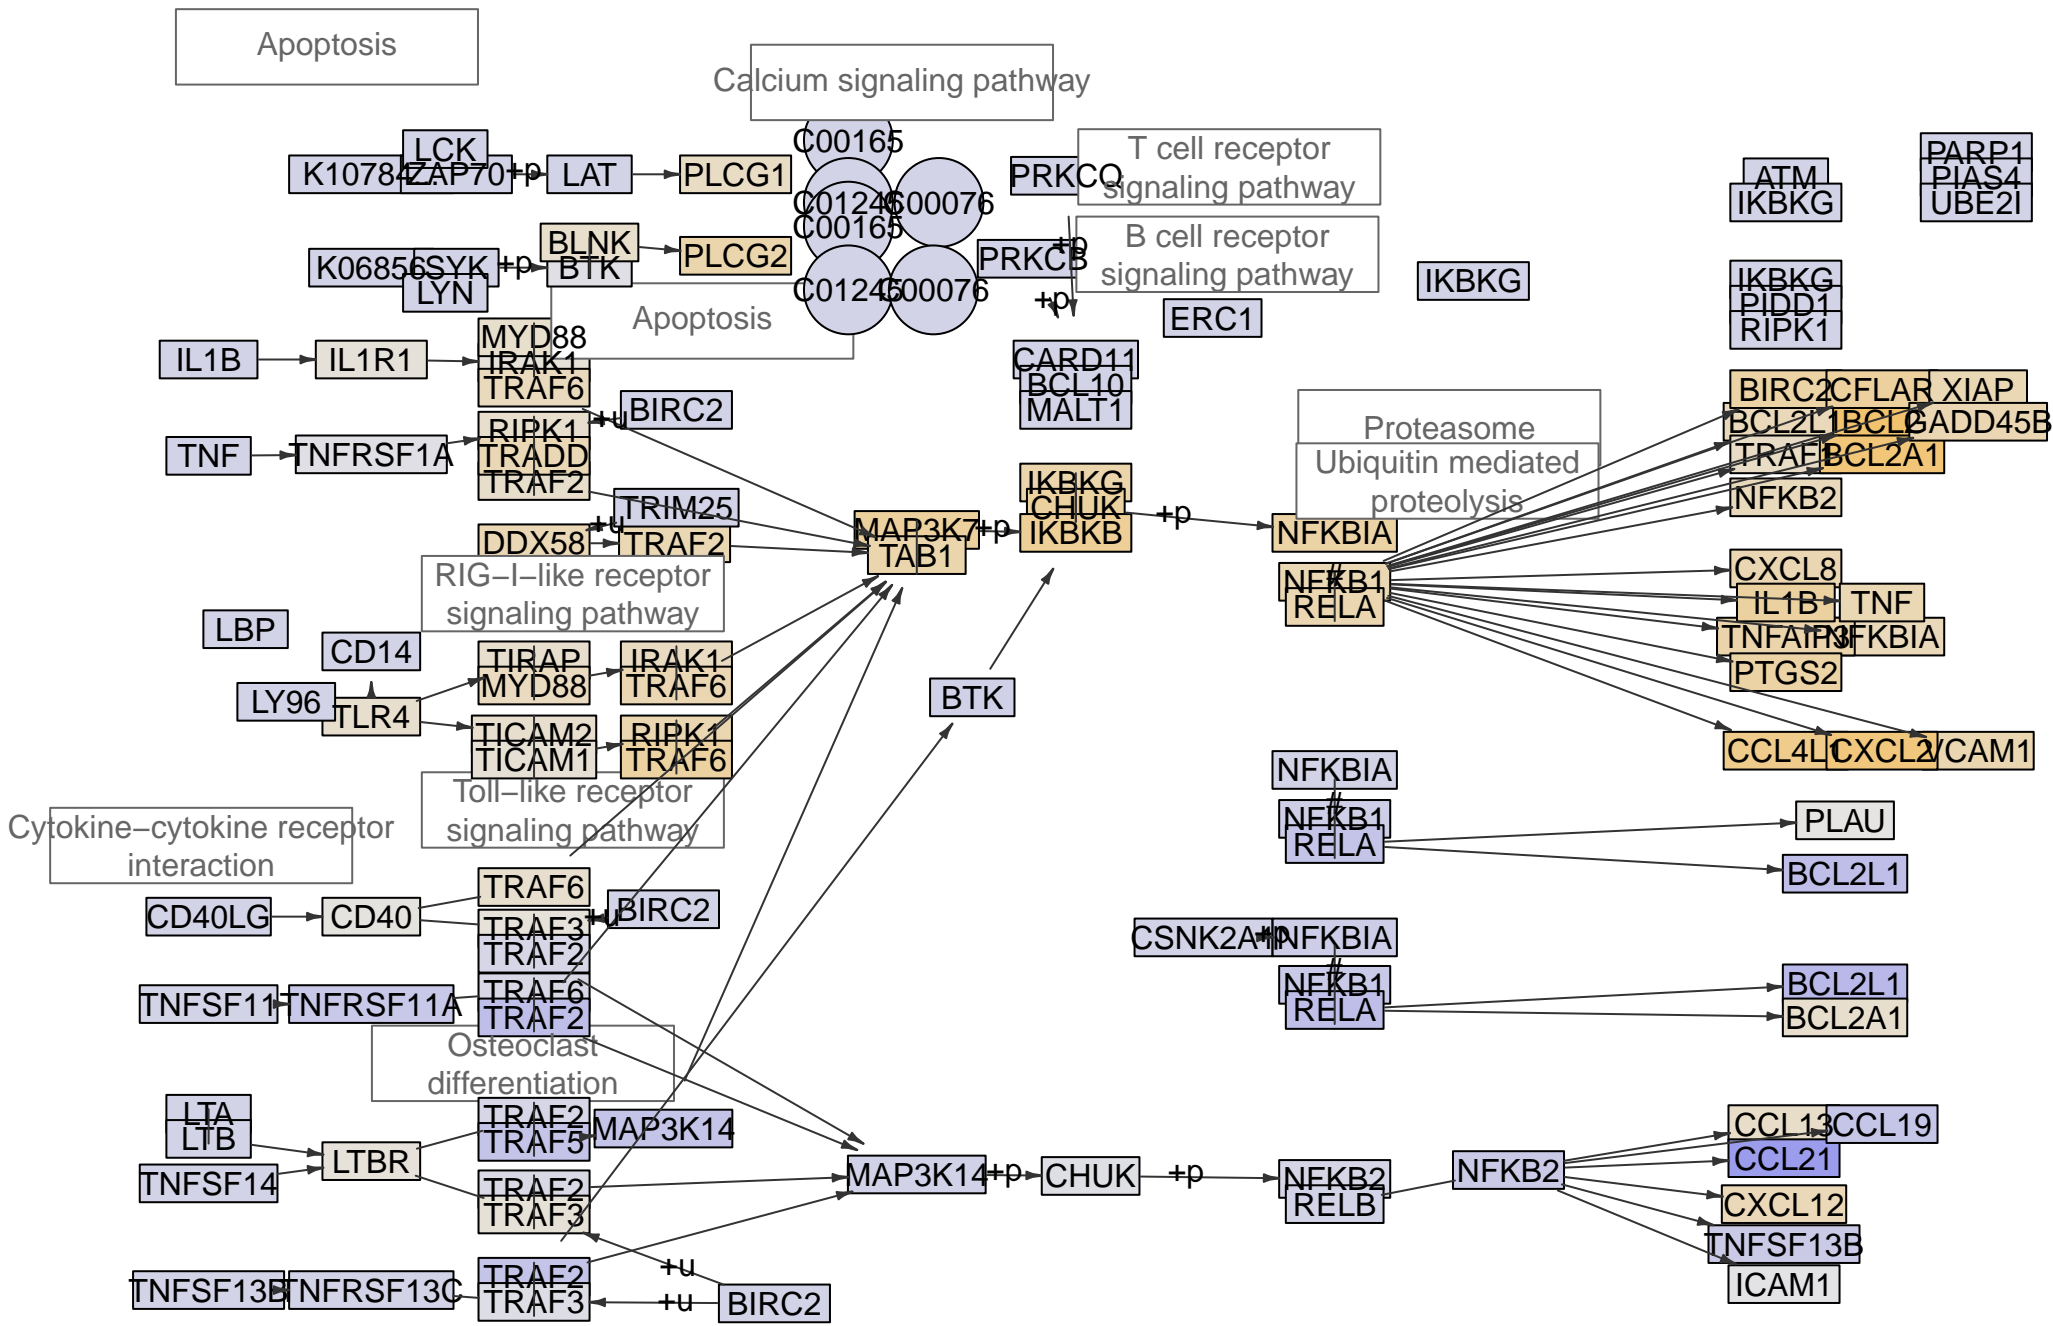 Apoptosis
Calcium signaling pathway
T cell receptor
signaling pathway
B cell receptor
signaling pathway
LCK
K10784
ZAP70
+p
LAT
PLCG1
C00165
C01245
C00076
C00165
C01245
C00076
PRKCQ
PRKCB
+p
+p
K06856
SYK
LYN
+p
BLNK
BTK
PLCG2
Apoptosis
ERC1
IKBKG
ATM
IKBKG
PARP1
PIAS4
UBE2I
IKBKG
PIDD1
RIPK1
IL1B
IL1R1
MYD88
IRAK1
TRAF6
CARD11
BCL10
MALT1
TNF
TNFRSF1A
RIPK1
TRADD
TRAF2
+u
BIRC2
TRIM25
+u
DDX58
TRAF2
RIG−I−like receptor
signaling pathway
MAP3K7
TAB1
+p
IKBKG
CHUK
IKBKB
+p
Proteasome
Ubiquitin mediated
proteolysis
NFKBIA
NFKB1
RELA
BIRC2
CFLAR
XIAP
BCL2L1
BCL2
GADD45B
TRAF1
BCL2A1
NFKB2
CXCL8
IL1B
TNF
TNFAIP3
NFKBIA
PTGS2
CCL4L1
CXCL2
VCAM1
LBP
CD14
LY96
TLR4
TIRAP
MYD88
IRAK1
TRAF6
TICAM2
TICAM1
RIPK1
TRAF6
Toll−like receptor
signaling pathway
BTK
Cytokine−cytokine receptor
interaction
NFKBIA
NFKB1
RELA
PLAU
BCL2L1
CD40LG
CD40
TRAF6
TRAF3
TRAF2
+u
BIRC2
CSNK2A1
+p
NFKBIA
NFKB1
RELA
BCL2L1
BCL2A1
TNFSF11
TNFRSF11A
TRAF6
TRAF2
Osteoclast
differentiation
LTA
LTB
TNFSF14
LTBR
TRAF2
TRAF5
MAP3K14
TRAF2
TRAF3
MAP3K14
+p
CHUK
+p
NFKB2
RELB
NFKB2
CCL13
CCL19
CCL21
CXCL12
TNFSF13B
ICAM1
TNFSF13B
TNFRSF13C
TRAF2
TRAF3
+u
+u
BIRC2